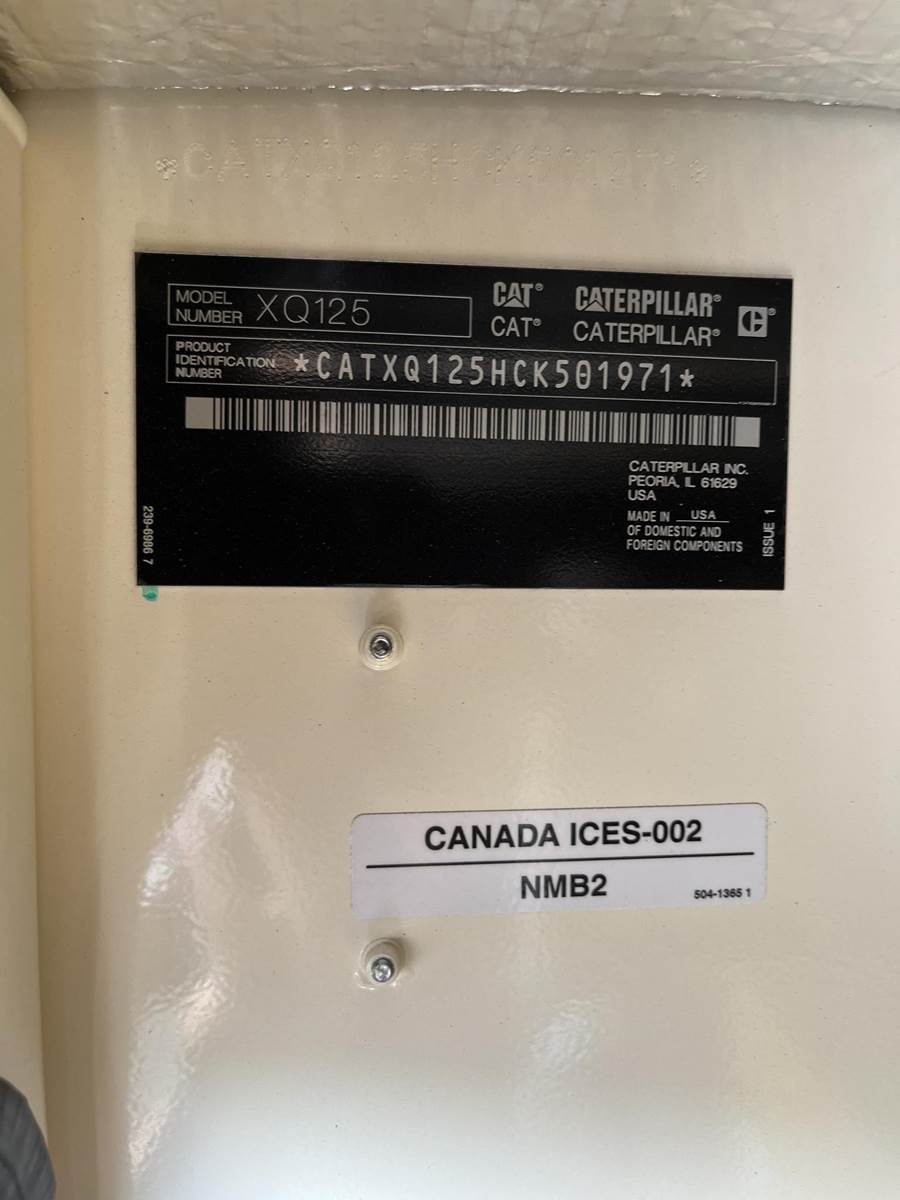 *CATXQ125HCK501971*
MODEL NUMBER XQ125
CAT® CATERPILLAR®
CAT® CATERPILLAR®
PRODUCT IDENTIFICATION NUMBER *CATXQ125HCK501971*
CATERPILLAR INC.
PEORIA, IL 61629
USA
MADE IN USA
OF DOMESTIC AND
FOREIGN COMPONENTS
239-6986 7
ISSUE 1
CANADA ICES-002
NMB2
504-1365 1